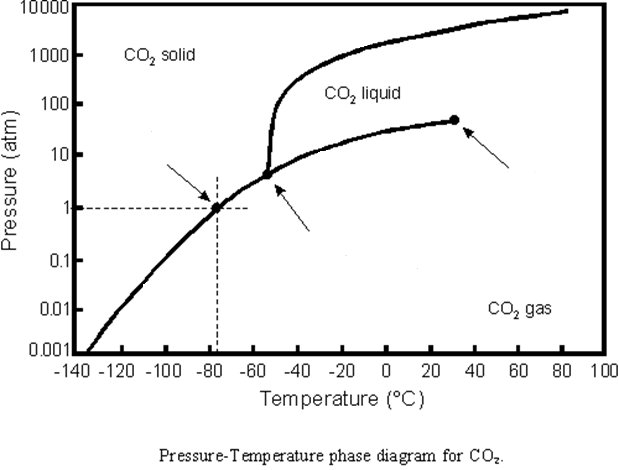 10000
1000
100
10
1
0.1
0.01
0.001
Pressure (atm)
CO₂ solid
CO₂ liquid
CO₂ gas
-140 -120 -100 -80 -60 -40 -20 0 20 40 60 80 100
Temperature (°C)
Pressure-Temperature phase diagram for CO₂.